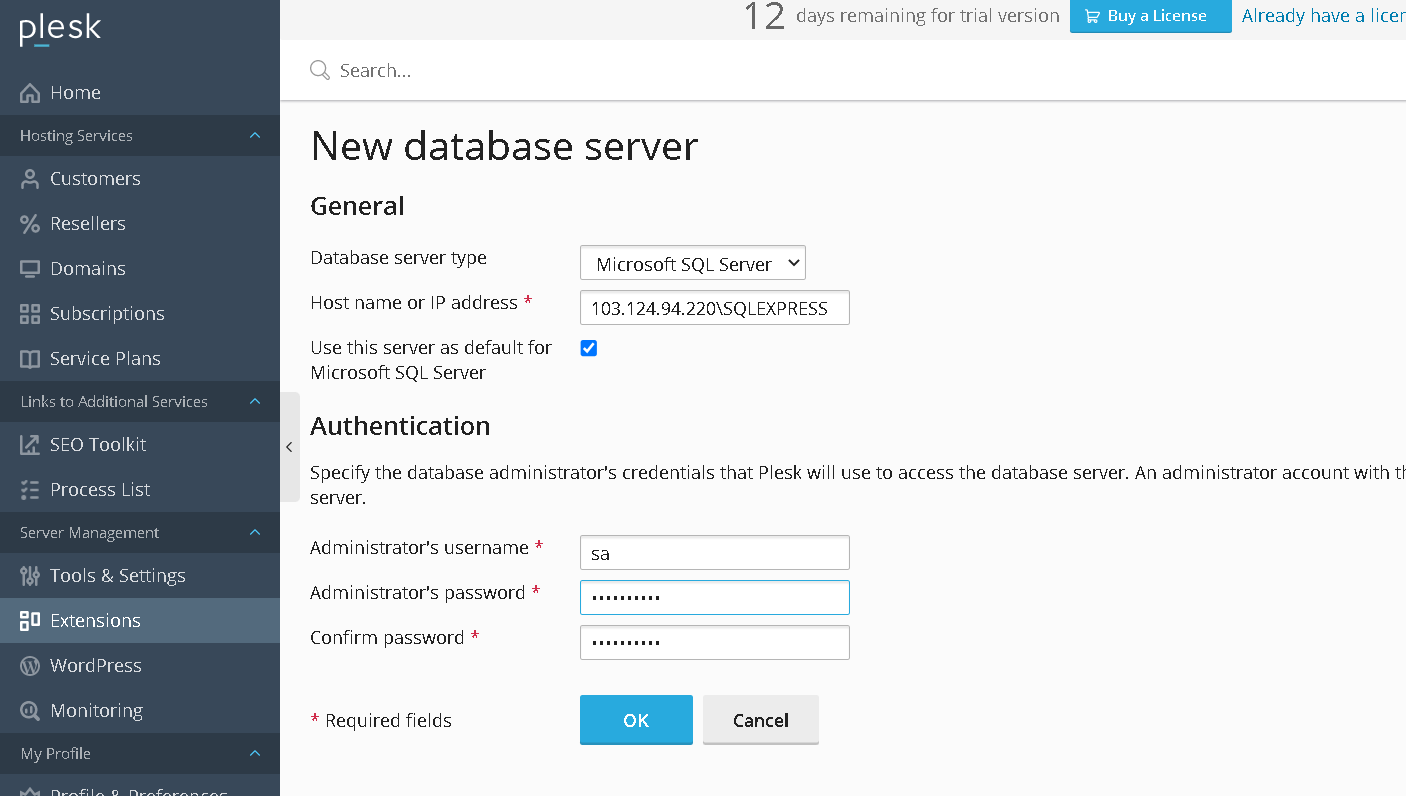 plesk
12 days remaining for trial version
Buy a License
Already have a licen
Search...
Home
Hosting Services
Customers
Resellers
Domains
Subscriptions
Service Plans
Links to Additional Services
SEO Toolkit
Process List
Server Management
Tools & Settings
Extensions
WordPress
Monitoring
My Profile
Profile & Preferences
New database server
General
Database server type
Microsoft SQL Server
Host name or IP address *
103.124.94.220\SQLEXPRESS
Use this server as default for
Microsoft SQL Server
Authentication
Specify the database administrator's credentials that Plesk will use to access the database server. An administrator account with th
server.
Administrator's username *
sa
Administrator's password *
••••••••••
Confirm password *
••••••••••
* Required fields
OK
Cancel